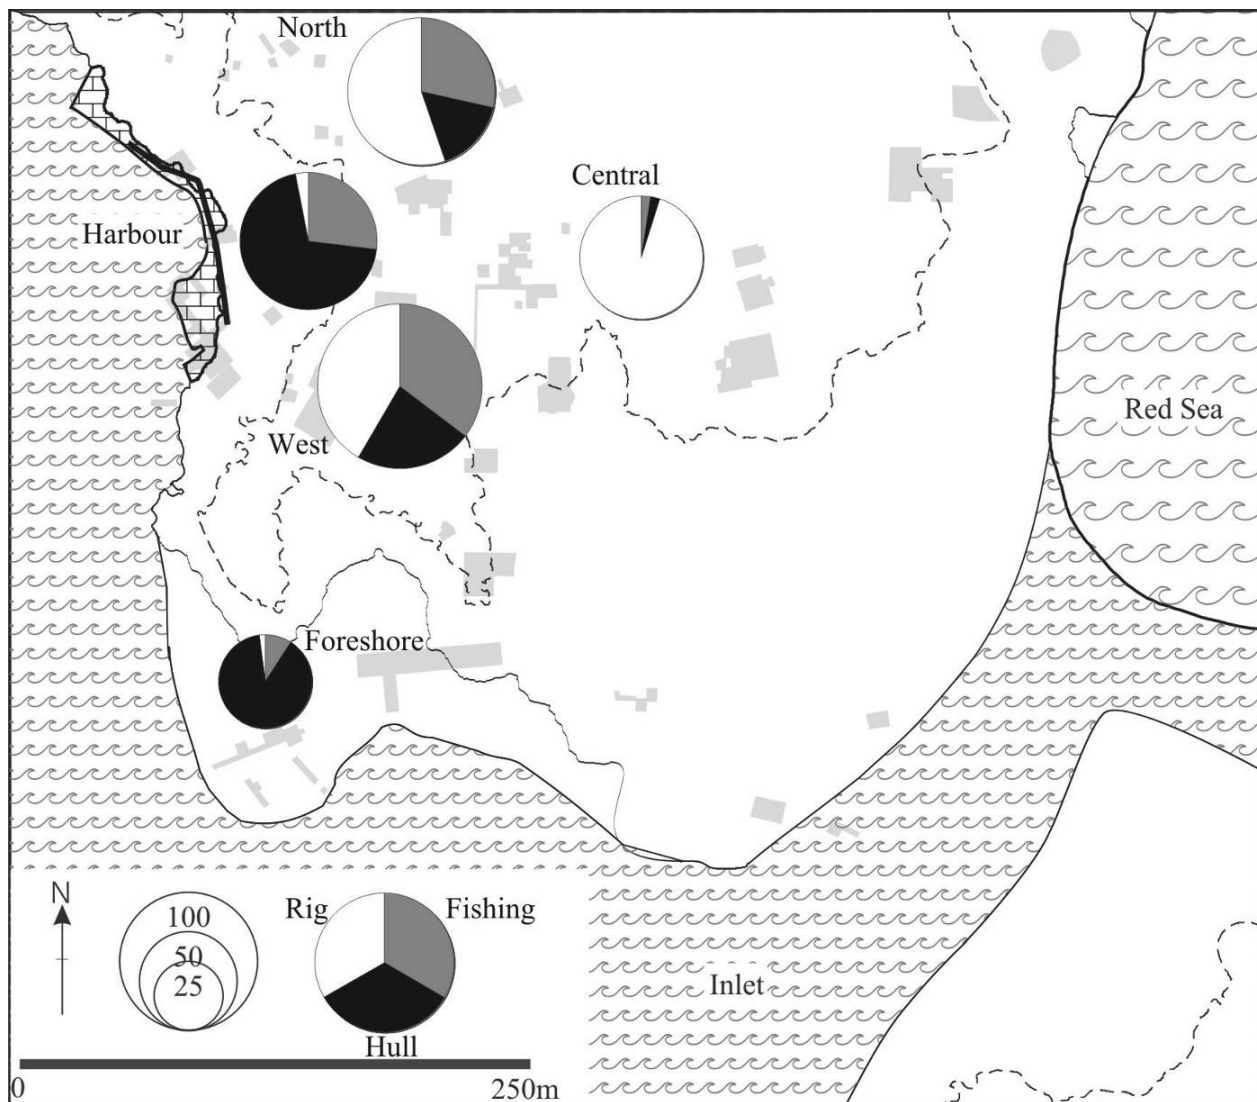 North
Central
Harbour
Red Sea
West
Foreshore
N
100
50
25
Rig
Fishing
Hull
Inlet
0
250m